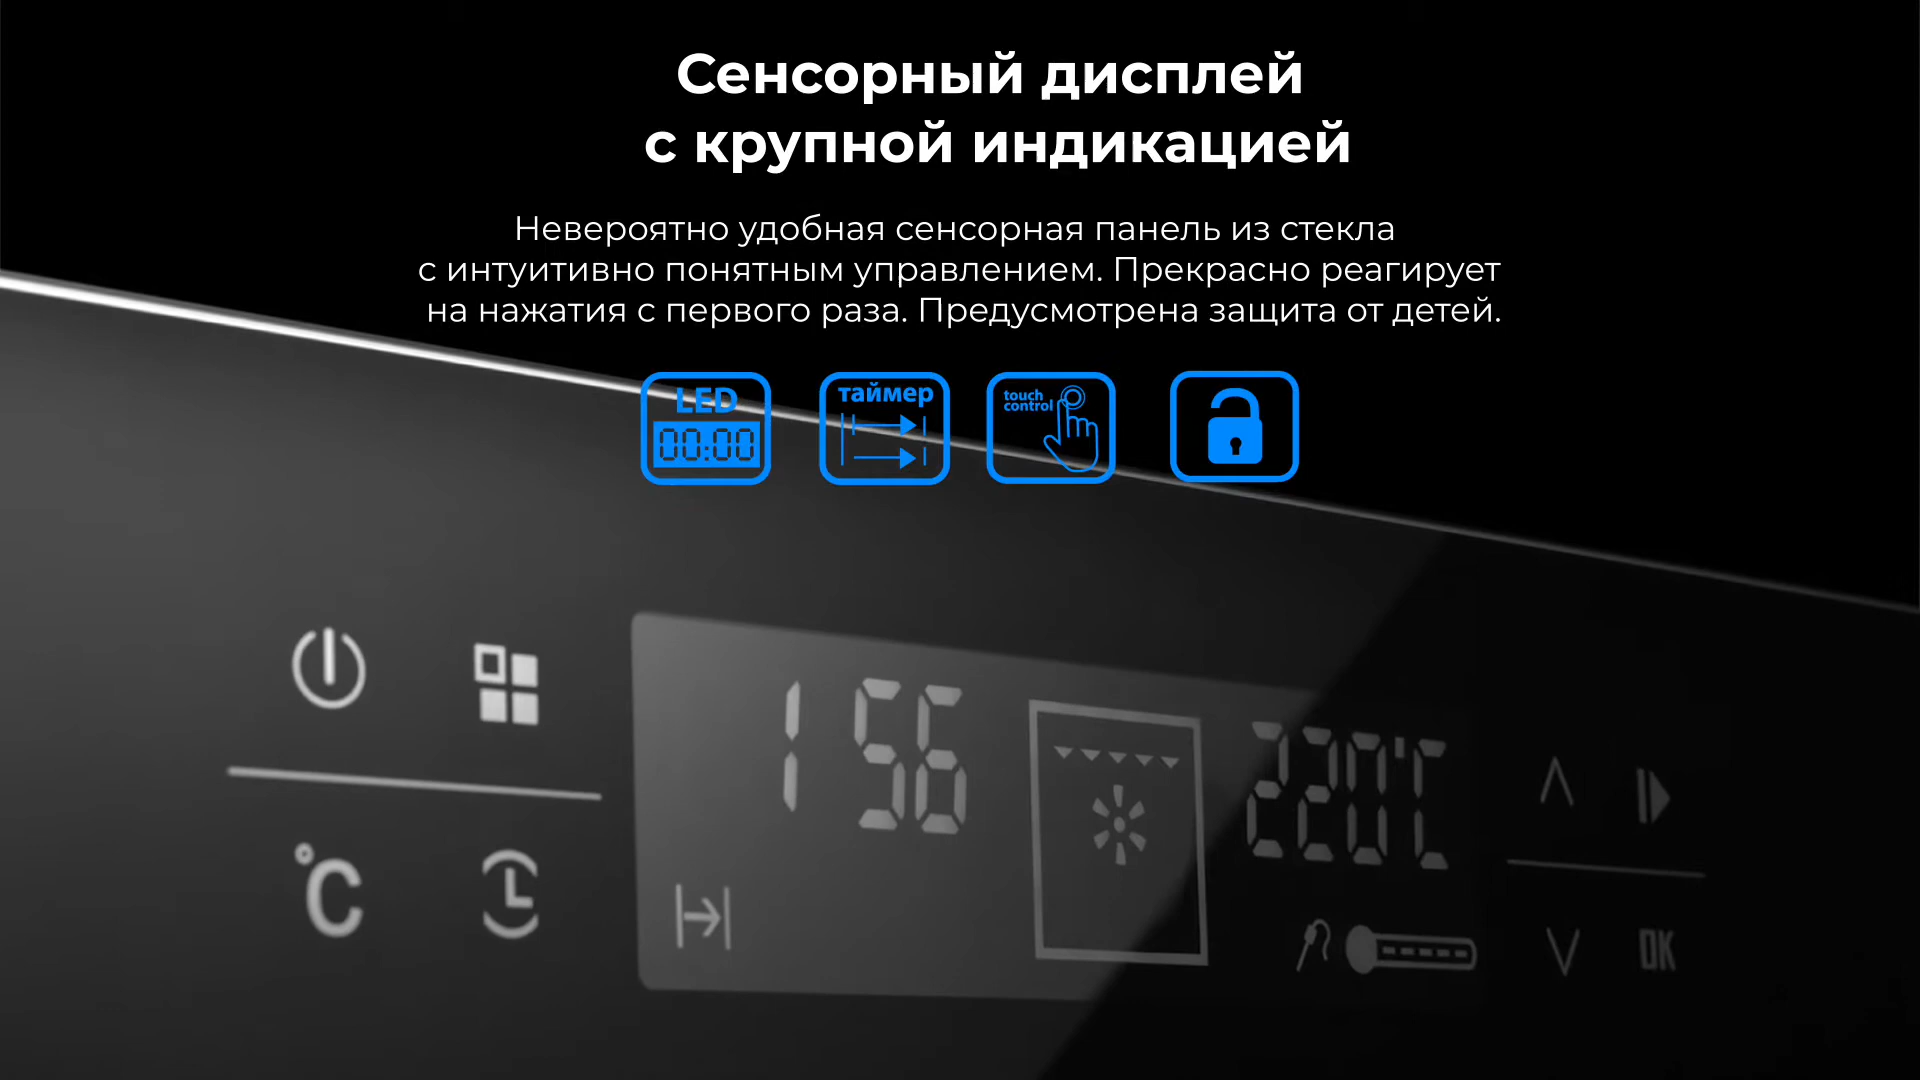 Сенсорный дисплей
с крупной индикацией
Невероятно удобная сенсорная панель из стекла
с интуитивно понятным управлением. Прекрасно реагирует
на нажатия с первого раза. Предусмотрена защита от детей.
LED
00:00
таймер
touch
control
1 56
220°C
°C
OK